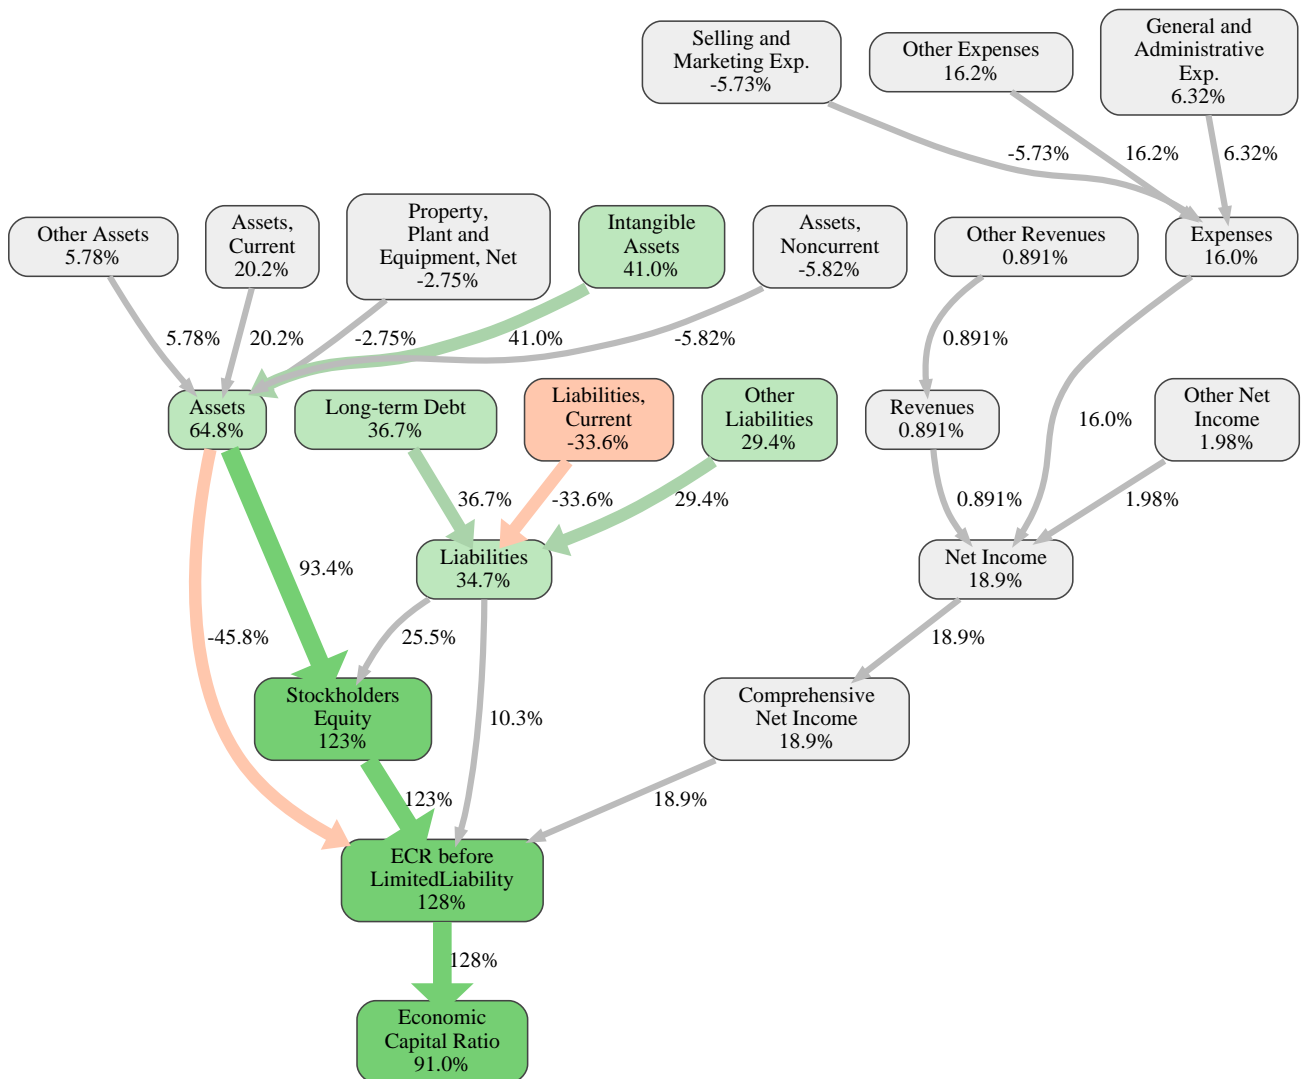 Selling and
Marketing Exp.
-5.73%
Other Expenses
16.2%
General and
Administrative
Exp.
6.32%
-5.73%
16.2%
6.32%
Other Assets
5.78%
Assets,
Current
20.2%
Property,
Plant and
Equipment, Net
-2.75%
Intangible
Assets
41.0%
Assets,
Noncurrent
-5.82%
Other Revenues
0.891%
Expenses
16.0%
5.78%
20.2%
-2.75%
41.0%
-5.82%
0.891%
Assets
64.8%
Long-term Debt
36.7%
Liabilities,
Current
-33.6%
Other
Liabilities
29.4%
Revenues
0.891%
16.0%
Other Net
Income
1.98%
36.7%
-33.6%
29.4%
0.891%
1.98%
93.4%
Liabilities
34.7%
Net Income
18.9%
-45.8%
25.5%
18.9%
Stockholders
Equity
123%
10.3%
Comprehensive
Net Income
18.9%
123%
18.9%
ECR before
LimitedLiability
128%
128%
Economic
Capital Ratio
91.0%